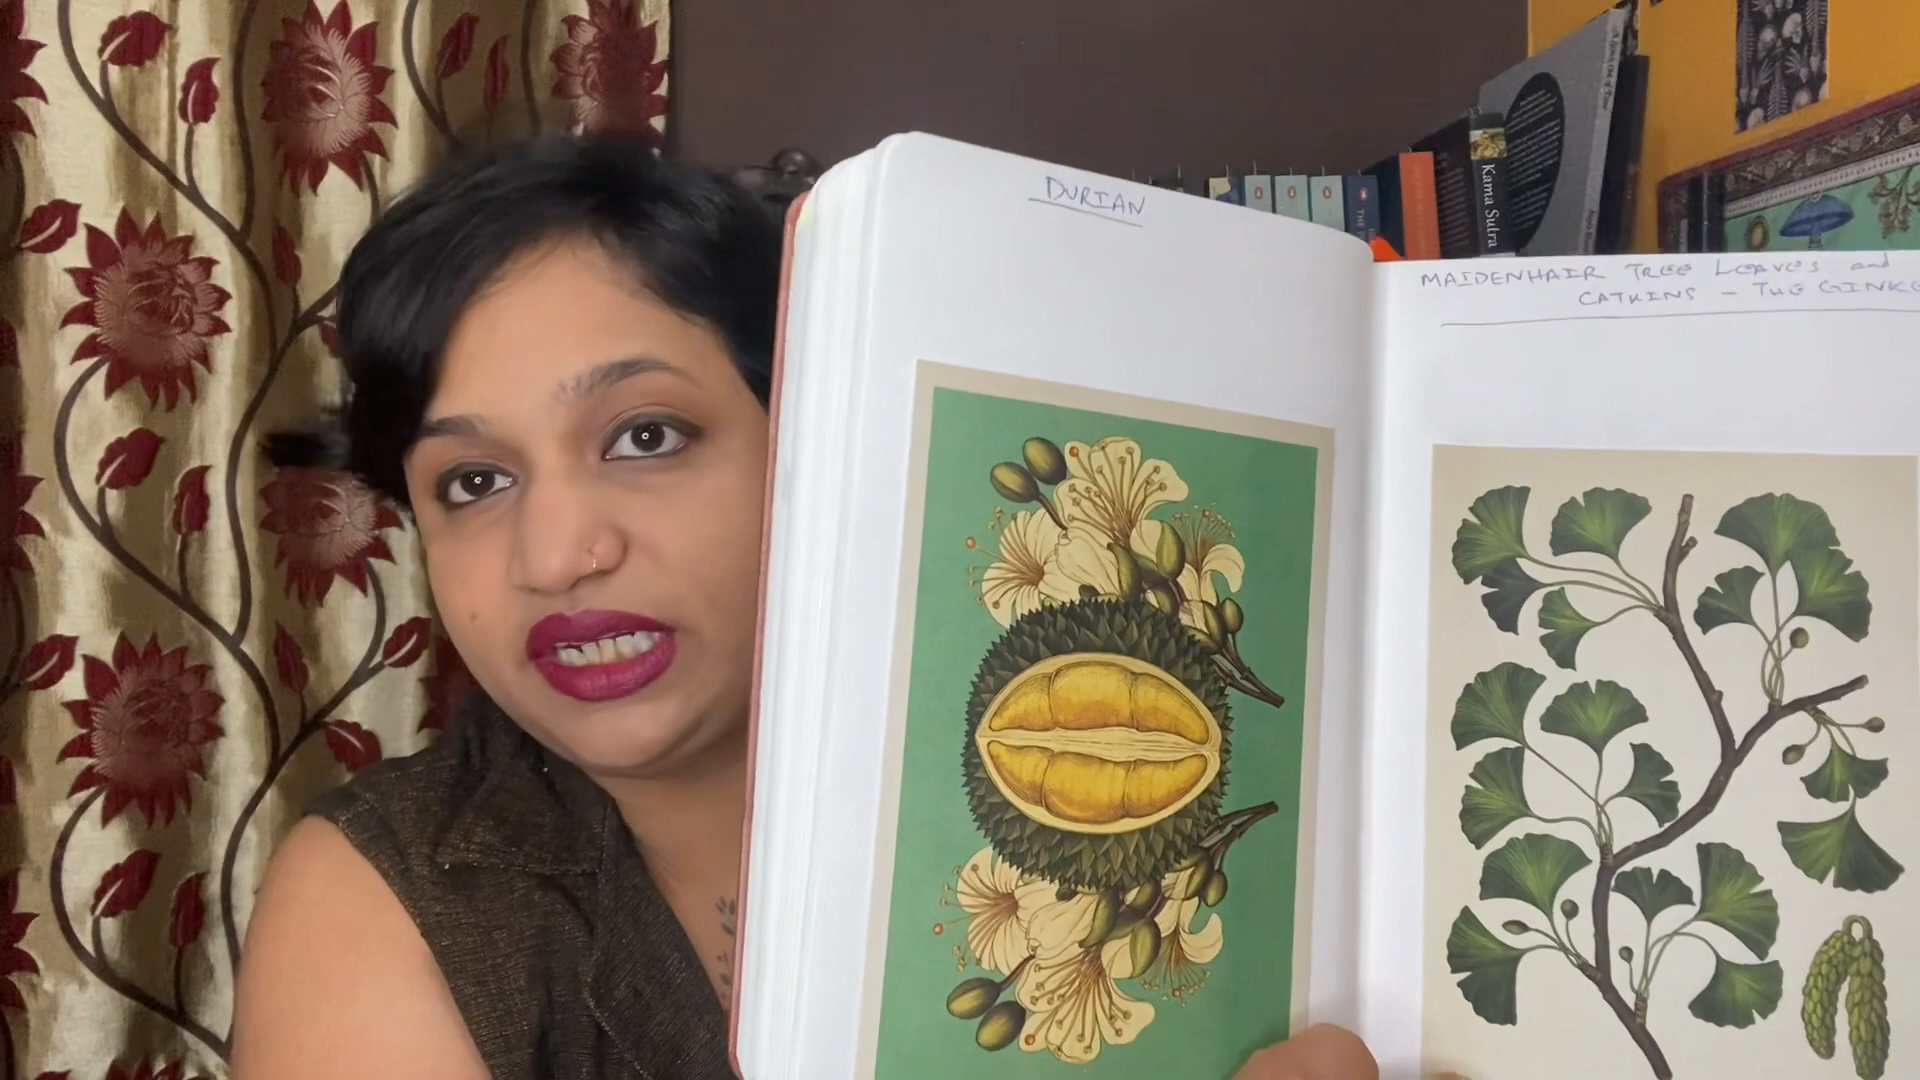 DURIAN
MAIDENHAIR TREE LEAVES and
CATKINS - THE GINKG
Kama Sutra